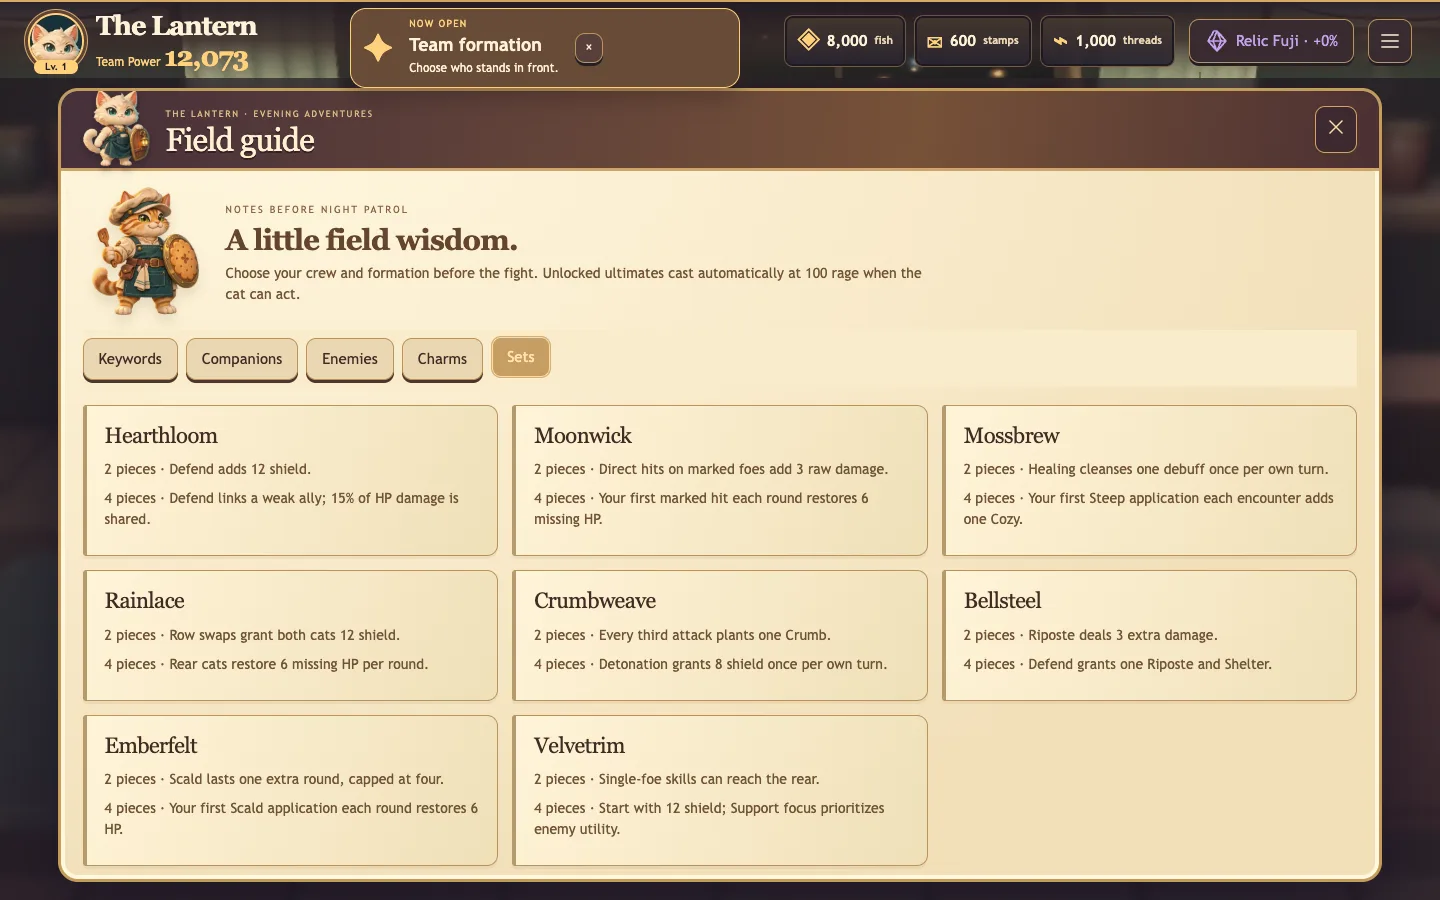 The Lantern
Lv. 1
Team Power 12,073
NOW OPEN
Team formation
Choose who stands in front.
×
8,000 fish
600 stamps
1,000 threads
Relic Fuji · +0%
THE LANTERN · EVENING ADVENTURES
Field guide
NOTES BEFORE NIGHT PATROL
A little field wisdom.
Choose your crew and formation before the fight. Unlocked ultimates cast automatically at 100 rage when the
cat can act.
Keywords
Companions
Enemies
Charms
Sets
Hearthloom
2 pieces · Defend adds 12 shield.
4 pieces · Defend links a weak ally; 15% of HP damage is
shared.
Moonwick
2 pieces · Direct hits on marked foes add 3 raw damage.
4 pieces · Your first marked hit each round restores 6
missing HP.
Mossbrew
2 pieces · Healing cleanses one debuff once per own turn.
4 pieces · Your first Steep application each encounter adds
one Cozy.
Rainlace
2 pieces · Row swaps grant both cats 12 shield.
4 pieces · Rear cats restore 6 missing HP per round.
Crumbweave
2 pieces · Every third attack plants one Crumb.
4 pieces · Detonation grants 8 shield once per own turn.
Bellsteel
2 pieces · Riposte deals 3 extra damage.
4 pieces · Defend grants one Riposte and Shelter.
Emberfelt
2 pieces · Scald lasts one extra round, capped at four.
4 pieces · Your first Scald application each round restores 6
HP.
Velvetrim
2 pieces · Single-foe skills can reach the rear.
4 pieces · Start with 12 shield; Support focus prioritizes
enemy utility.